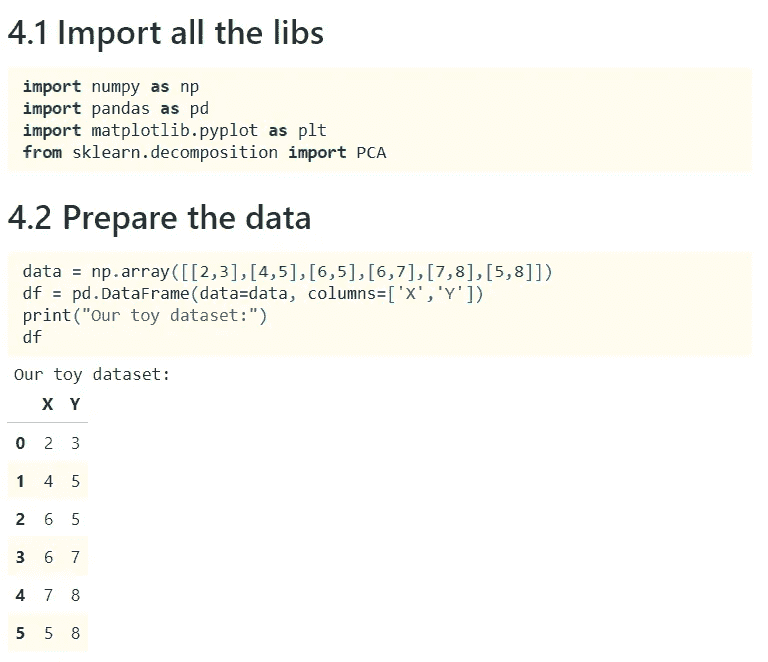 4.1 Import all the libs
import numpy as np
import pandas as pd
import matplotlib.pyplot as plt
from sklearn.decomposition import PCA
4.2 Prepare the data
data = np.array([[2,3],[4,5],[6,5],[6,7],[7,8],[5,8]])
df = pd.DataFrame(data=data, columns=['X','Y'])
print("Our toy dataset:")
df
Our toy dataset:
X Y
0 2 3
1 4 5
2 6 5
3 6 7
4 7 8
5 5 8